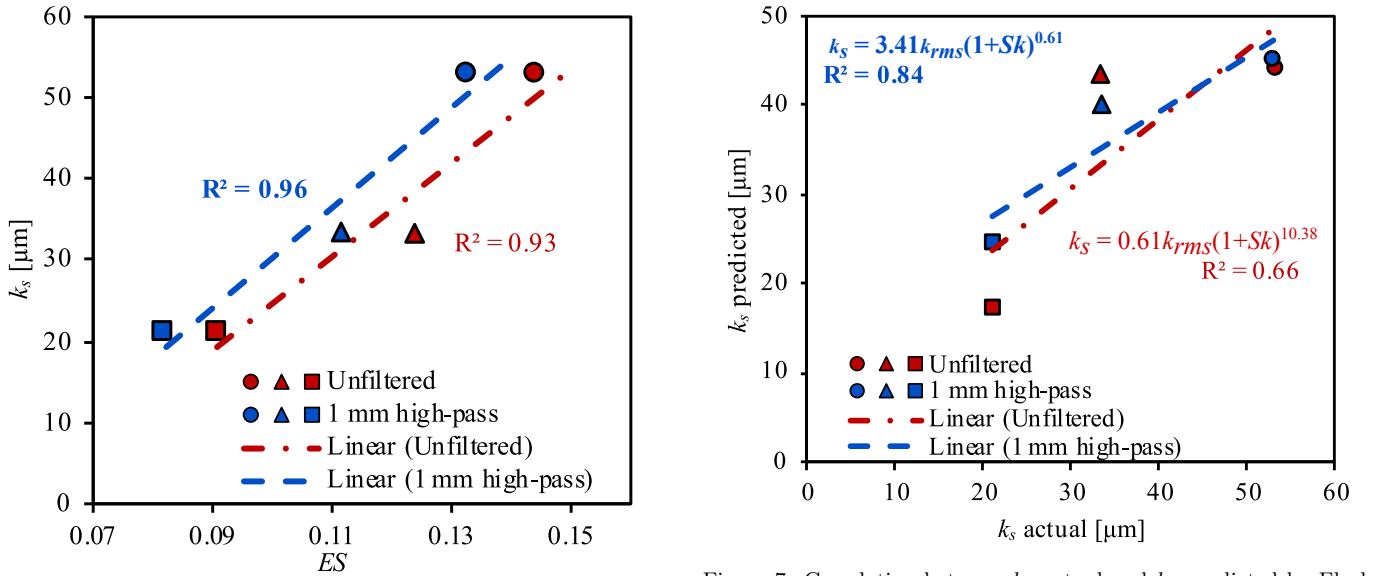 60
50
40
30
20
10
0
k_s [μm]
R² = 0.96
R² = 0.93
Unfiltered
1 mm high-pass
Linear (Unfiltered)
Linear (1 mm high-pass)
0.07 0.09 0.11 0.13 0.15
ES
50
40
30
20
10
0
k_s predicted [μm]
k_s = 3.41k_rms(1+Sk)^0.61
R² = 0.84
k_s = 0.61k_rms(1+Sk)^10.38
R² = 0.66
Unfiltered
1 mm high-pass
Linear (Unfiltered)
Linear (1 mm high-pass)
0 10 20 30 40 50 60
k_s actual [μm]